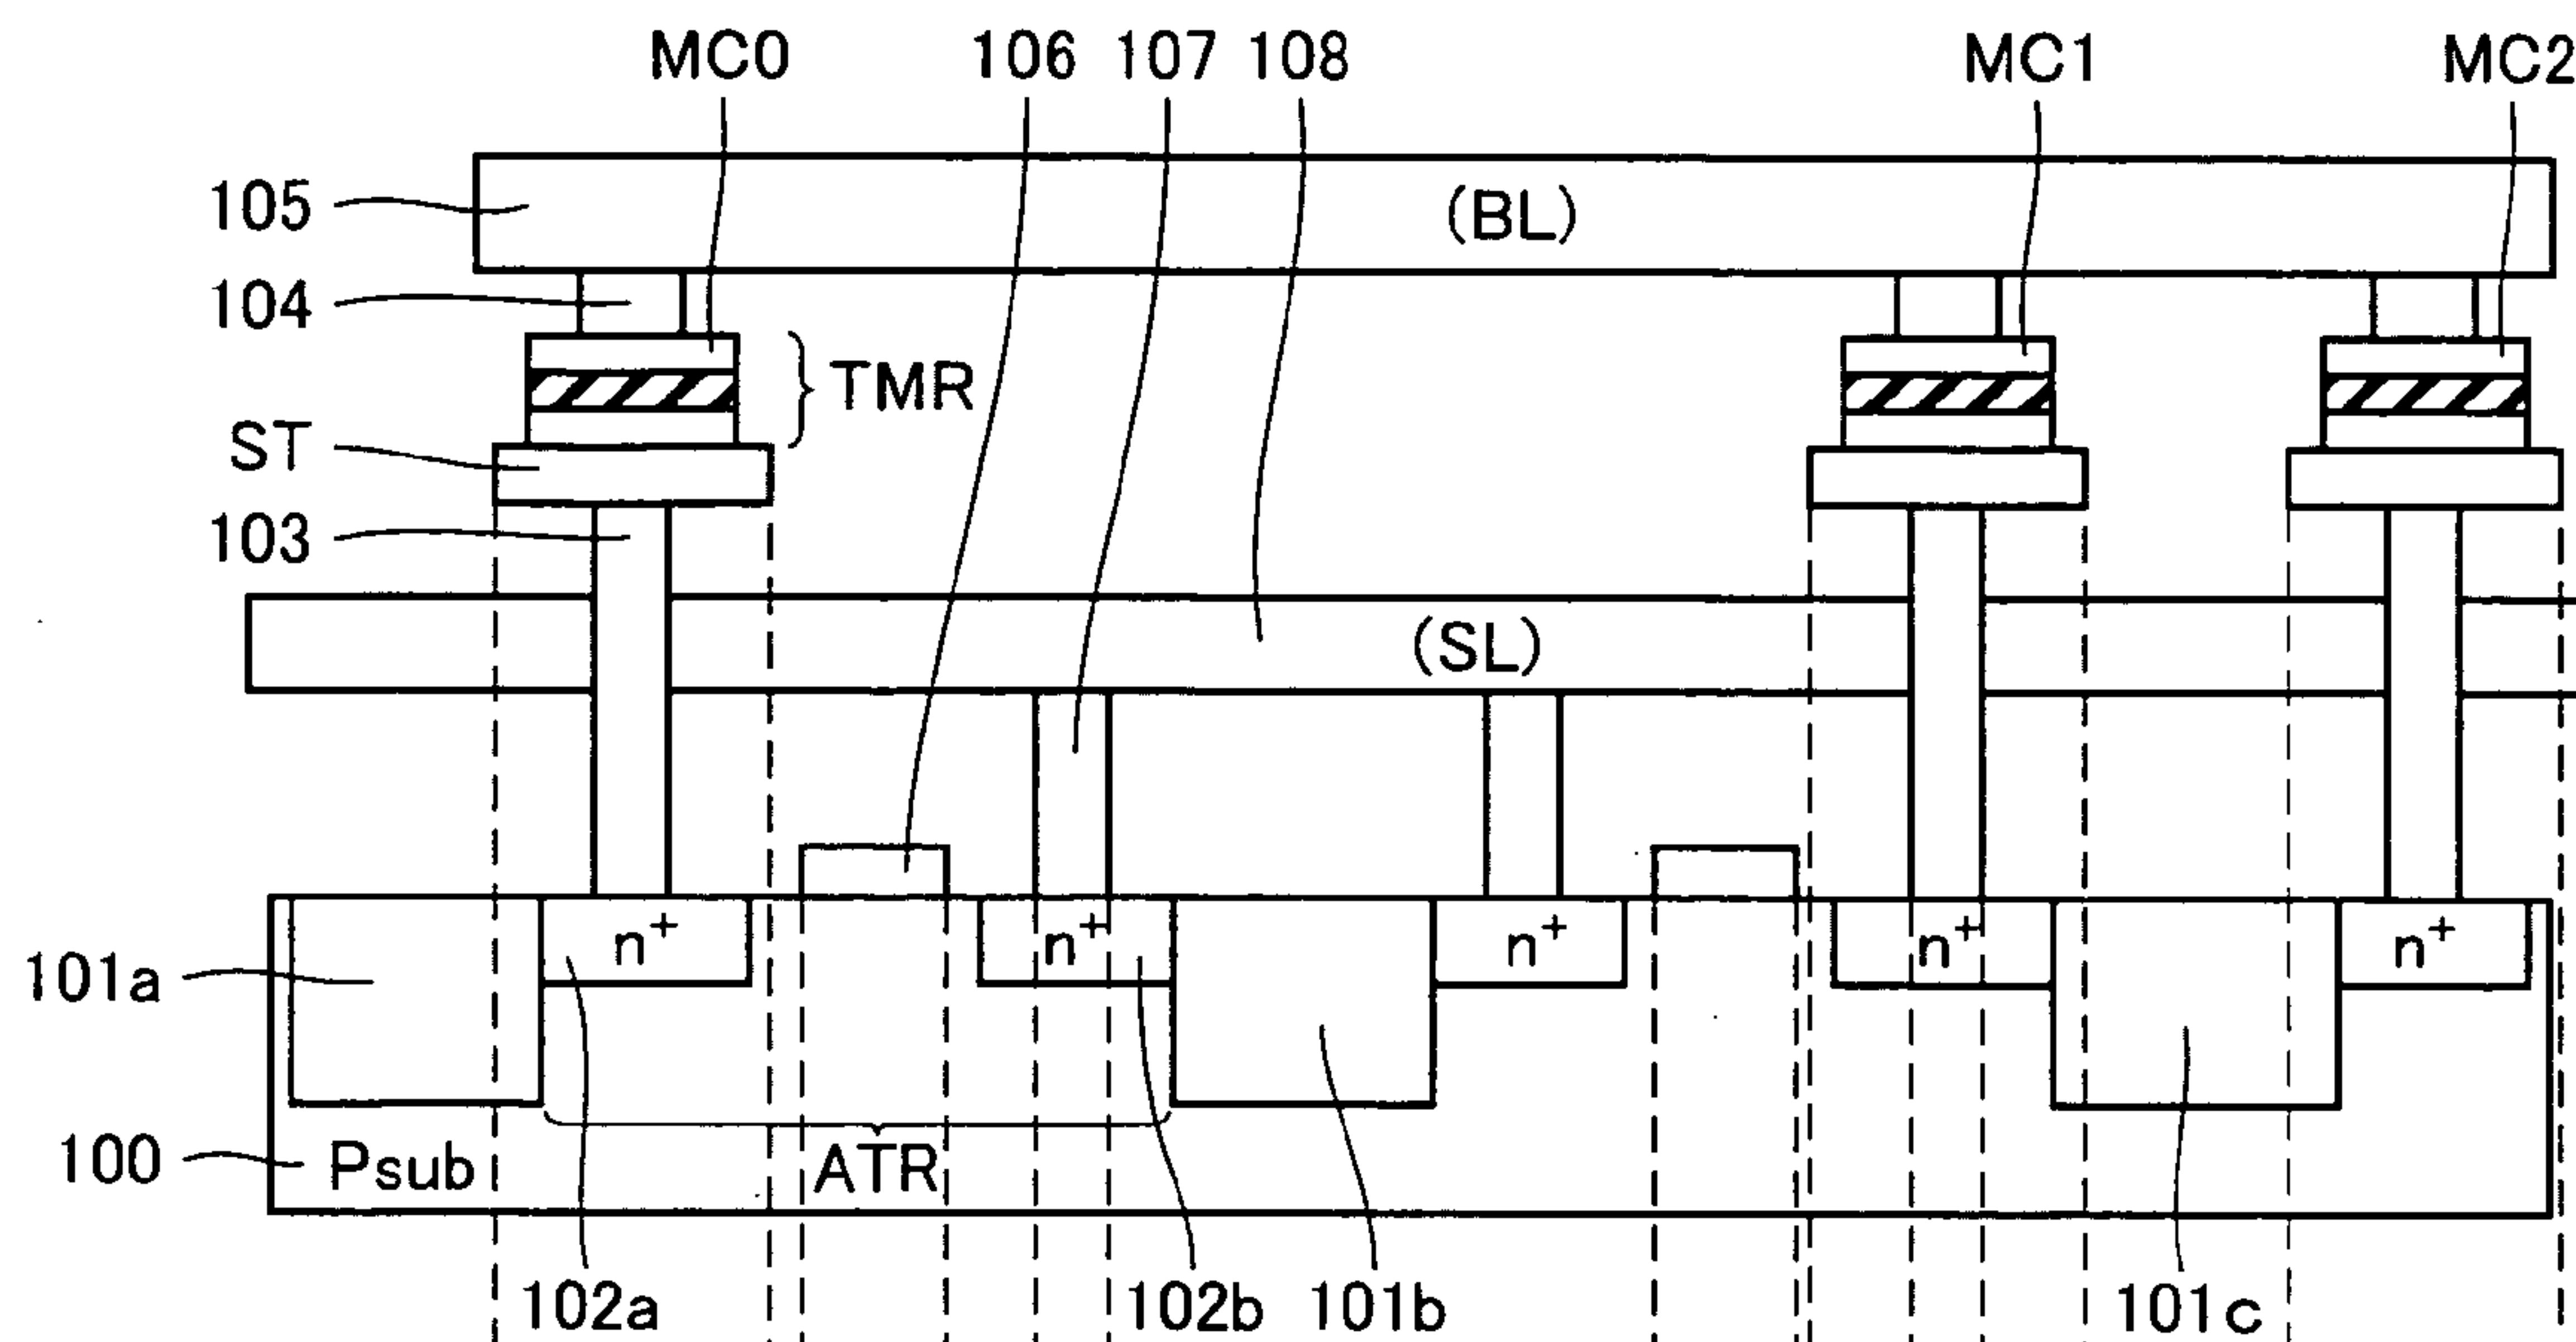 MC0 106 107 108 MC1 MC2
105 (BL)
104
TMR
ST
103
(SL)
n+ n+ n+ n+ n+
101a
100 Psub ATR
102a 102b 101b 101c